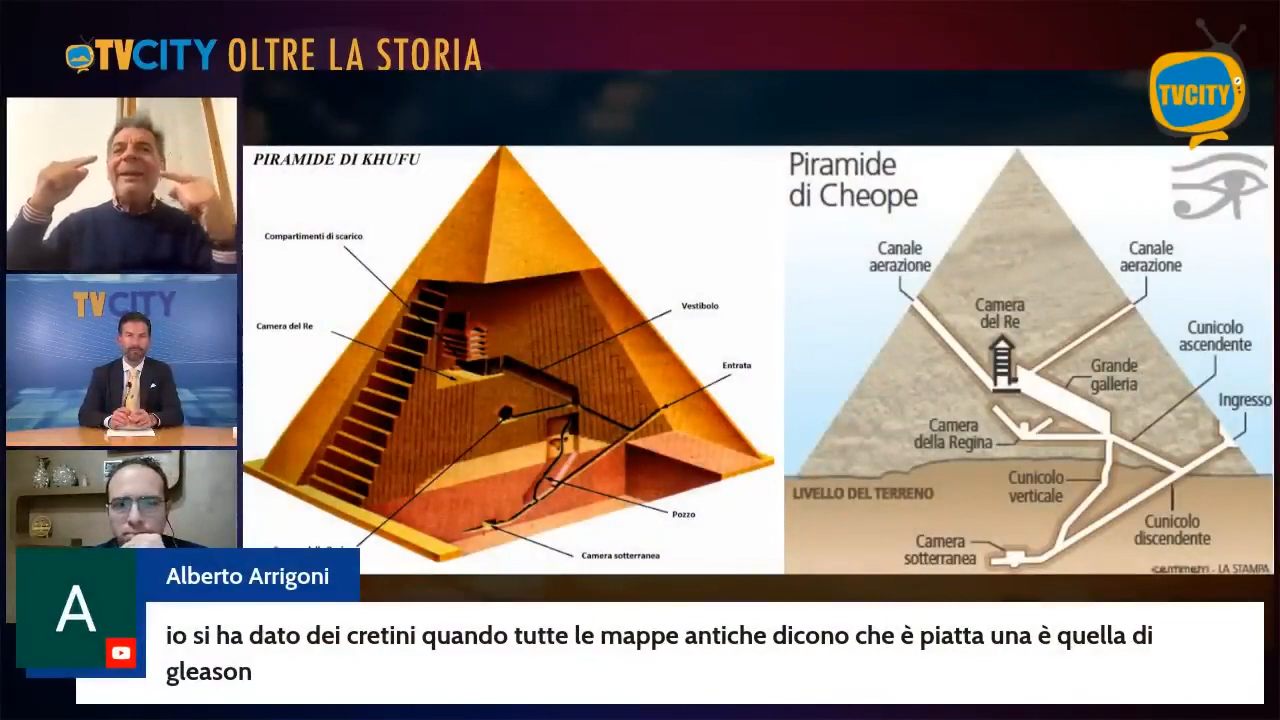 TVCITY OLTRE LA STORIA
TVCITY
TVCITY
PIRAMIDE DI KHUFU
Compartimenti di scarico
Camera del Re
Vestibolo
Entrata
Pozzo
Camera sotterranea
Piramide
di Cheope
Canale
aerazione
Canale
aerazione
Camera
del Re
Cunicolo
ascendente
Grande
galleria
Ingresso
Camera
della Regina
LIVELLO DEL TERRENO
Cunicolo
verticale
Cunicolo
discendente
Camera
sotterranea
- LA STAMPA
A
Alberto Arrigoni
io si ha dato dei cretini quando tutte le mappe antiche dicono che è piatta una è quella di
gleason